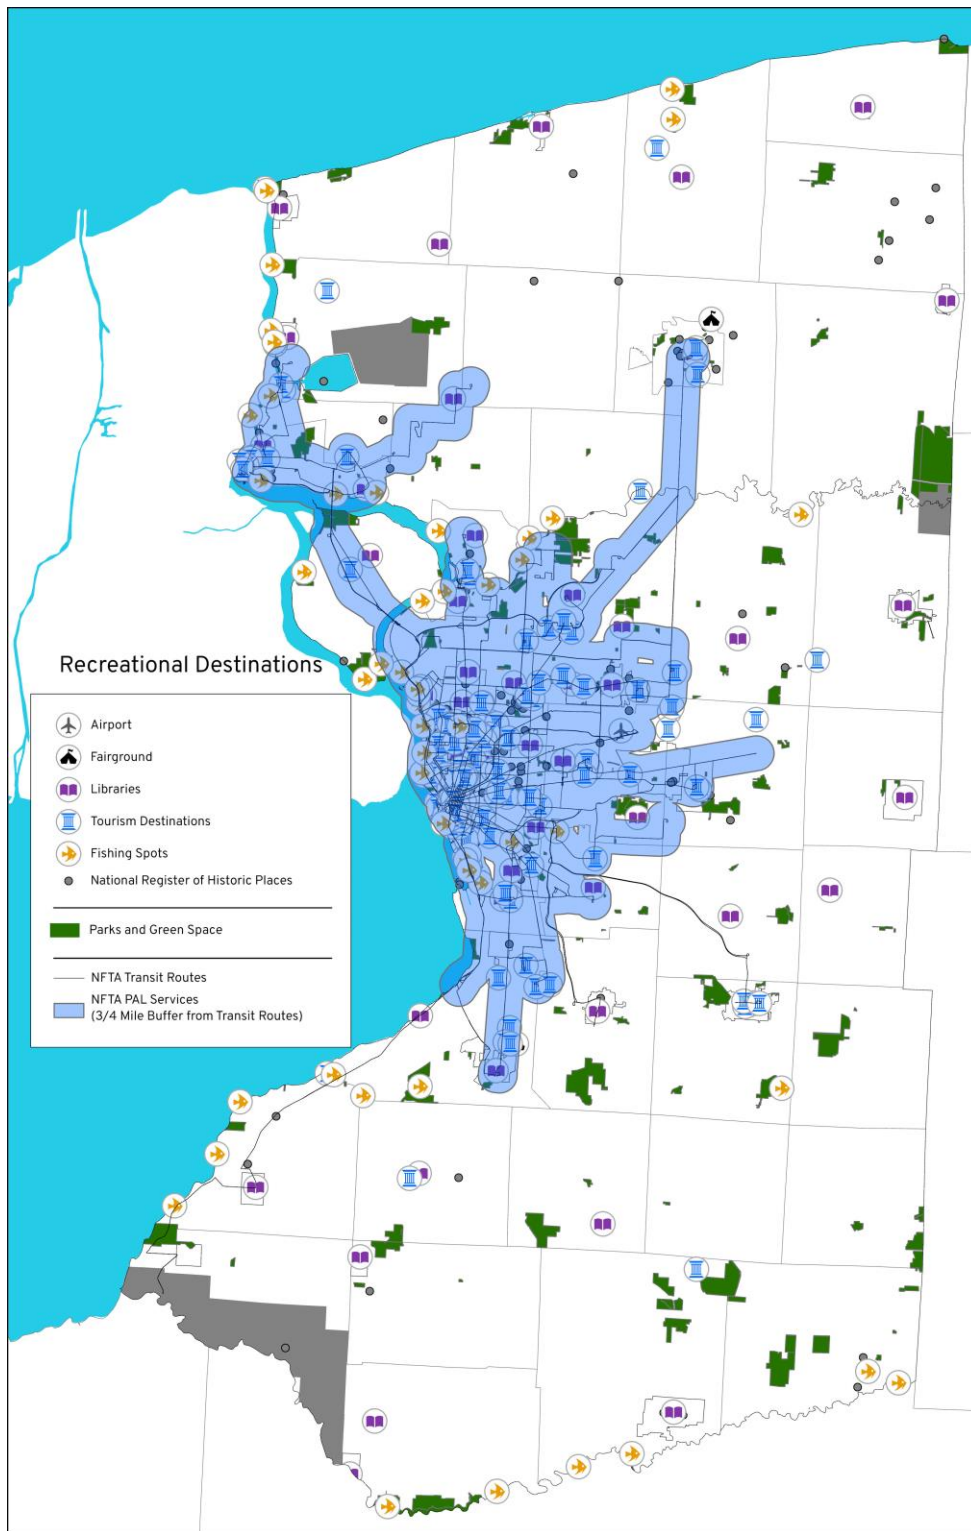 Recreational Destinations
Airport
Fairground
Libraries
Tourism Destinations
Fishing Spots
National Register of Historic Places
Parks and Green Space
NFTA Transit Routes
NFTA PAL Services
(3/4 Mile Buffer from Transit Routes)